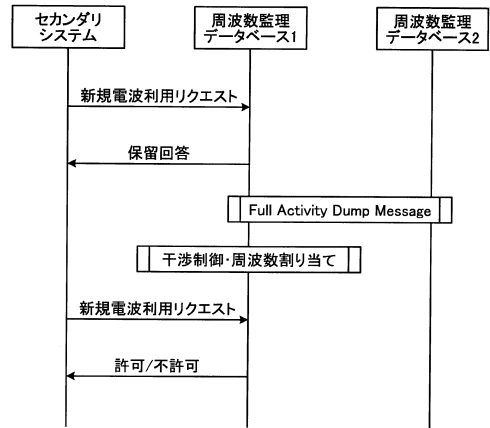 セカンダリ
システム
周波数監理
データベース1
周波数監理
データベース2
新規電波利用リクエスト
保留回答
Full Activity Dump Message
干渉制御・周波数割り当て
新規電波利用リクエスト
許可/不許可